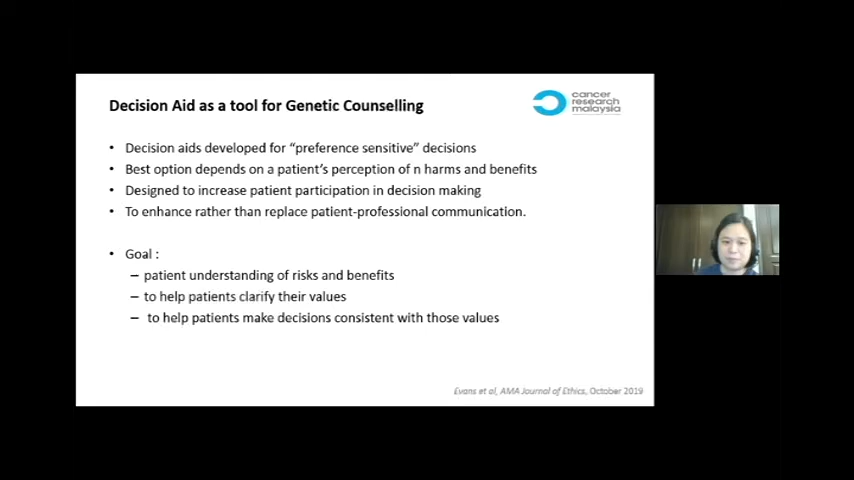 Decision Aid as a tool for Genetic Counselling
cancer
research
malaysia
• Decision aids developed for “preference sensitive” decisions
• Best option depends on a patient’s perception of n harms and benefits
• Designed to increase patient participation in decision making
• To enhance rather than replace patient-professional communication.
• Goal :
– patient understanding of risks and benefits
– to help patients clarify their values
– to help patients make decisions consistent with those values
Evans et al, AMA Journal of Ethics, October 2019